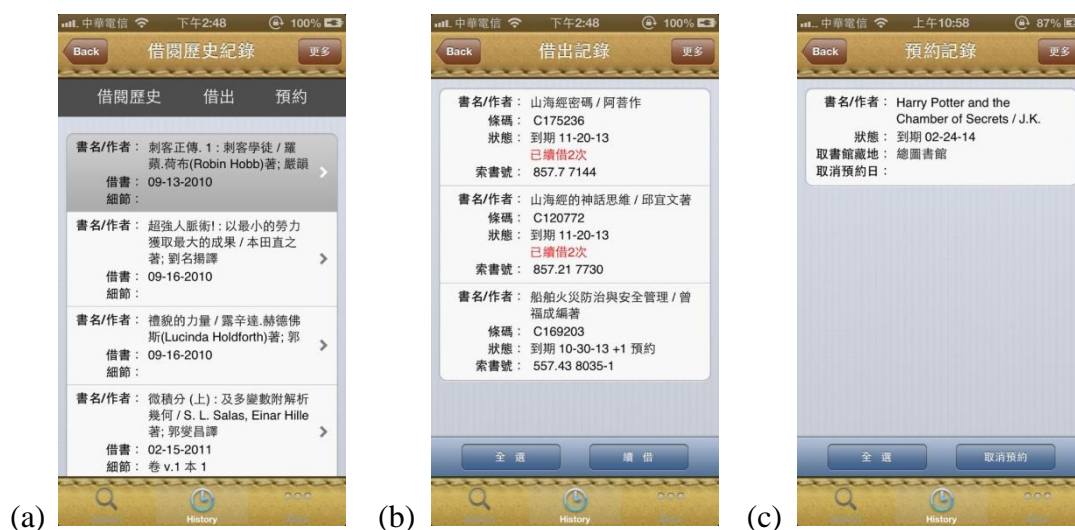 中華電信 下午2:48 100%
Back 借閱歷史紀錄 更多
借閱歷史 借出 預約
書名/作者： 刺客正傳. 1 : 刺客學徒 / 羅
蘋.荷布(Robin Hobb)著; 嚴韻
借書： 09-13-2010
細節：
書名/作者： 超強人脈術! : 以最小的勞力
獲取最大的成果 / 本田直之
著; 劉名揚譯
借書： 09-16-2010
細節：
書名/作者： 禮貌的力量 / 露辛達.赫德佛
斯(Lucinda Holdforth)著; 郭
借書： 09-16-2010
細節：
書名/作者： 微積分 (上) : 及多變數附解析
幾何 / S. L. Salas, Einar Hille
著; 郭燮昌譯
借書： 02-15-2011
細節： 卷 v.1 本 1
History
(a)
中華電信 下午2:48 100%
Back 借出記錄 更多
書名/作者： 山海經密碼 / 阿菩作
條碼： C175236
狀態： 到期 11-20-13
已續借2次
索書號： 857.7 7144
書名/作者： 山海經的神話思維 / 邱宜文著
條碼： C120772
狀態： 到期 11-20-13
已續借2次
索書號： 857.21 7730
書名/作者： 船舶火災防治與安全管理 / 曾
福成編著
條碼： C169203
狀態： 到期 10-30-13 +1 預約
索書號： 557.43 8035-1
全 選 續 借
History
(b)
中華電信 上午10:58 87%
Back 預約記錄 更多
書名/作者： Harry Potter and the
Chamber of Secrets / J.K.
狀態： 到期 02-24-14
取書館藏地： 總圖書館
取消預約日：
全 選 取消預約
History
(c)